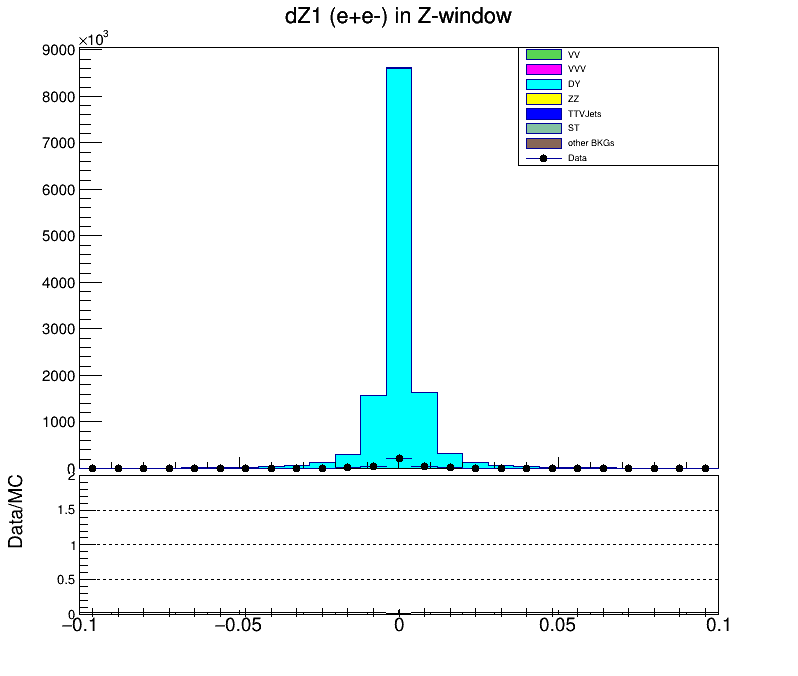 dZ1 (e+e-) in Z-window
×10³
9000
8000
7000
6000
5000
4000
3000
2000
1000
0
VV
VVV
DY
ZZ
TTVJets
ST
other BKGs
Data
Data/MC
2
1.5
1
0.5
0
−0.1
−0.05
0
0.05
0.1